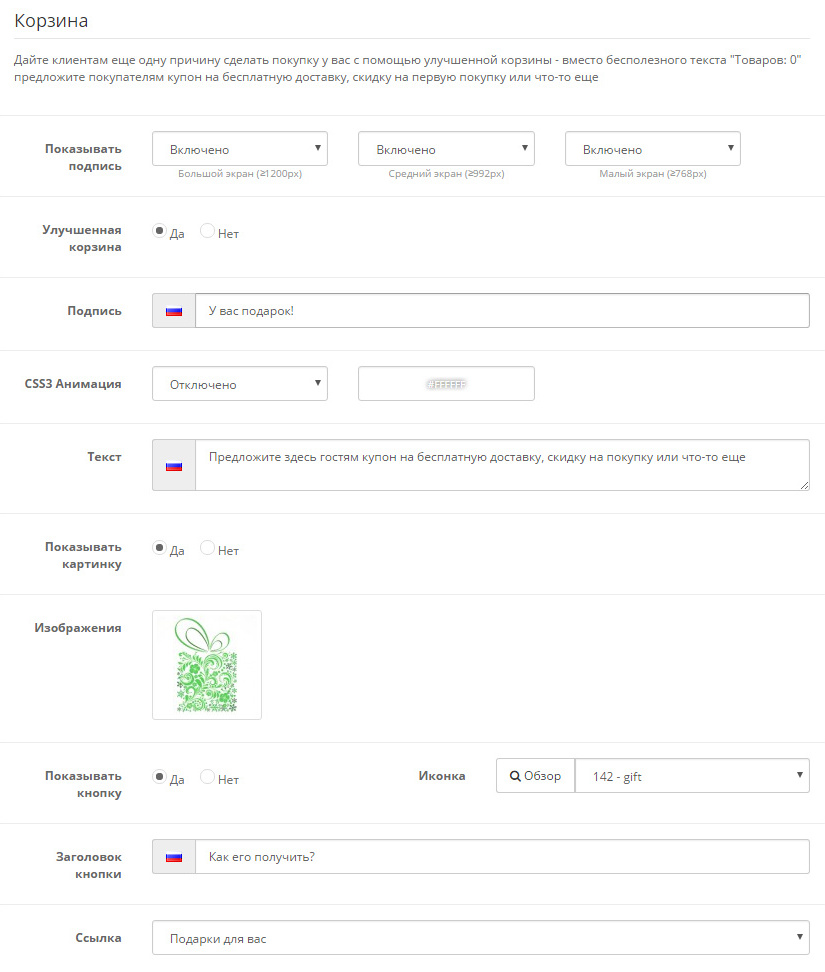 Корзина
Дайте клиентам еще одну причину сделать покупку у вас с помощью улучшенной корзины - вместо бесполезного текста "Товаров: 0"
предложите покупателям купон на бесплатную доставку, скидку на первую покупку или что-то еще
Показывать подпись
Включено
Включено
Включено
Большой экран (≥1200px)
Средний экран (≥992px)
Малый экран (≥768px)
Улучшенная корзина
Да
Нет
Подпись
У вас подарок!
CSS3 Анимация
Отключено
#FFFFFF
Текст
Предложите здесь гостям купон на бесплатную доставку, скидку на покупку или что-то еще
Показывать картинку
Да
Нет
Изображения
Показывать кнопку
Да
Нет
Иконка
Обзор
142 - gift
Заголовок кнопки
Как его получить?
Ссылка
Подарки для вас